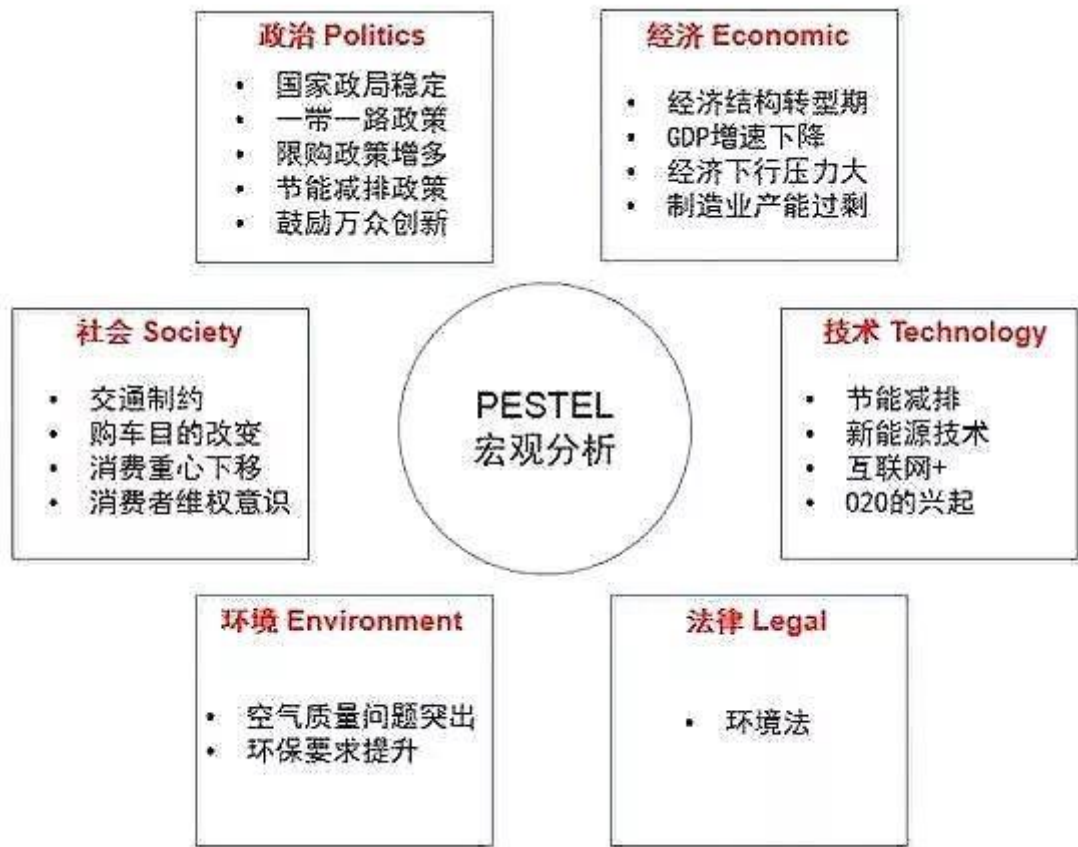 政治 Politics
• 国家政局稳定
• 一带一路政策
• 限购政策增多
• 节能减排政策
• 鼓励万众创新
经济 Economic
• 经济结构转型期
• GDP增速下降
• 经济下行压力大
• 制造业产能过剩
社会 Society
• 交通制约
• 购车目的改变
• 消费重心下移
• 消费者维权意识
PESTEL
宏观分析
技术 Technology
• 节能减排
• 新能源技术
• 互联网+
• O2O的兴起
环境 Environment
• 空气质量问题突出
• 环保要求提升
法律 Legal
• 环境法